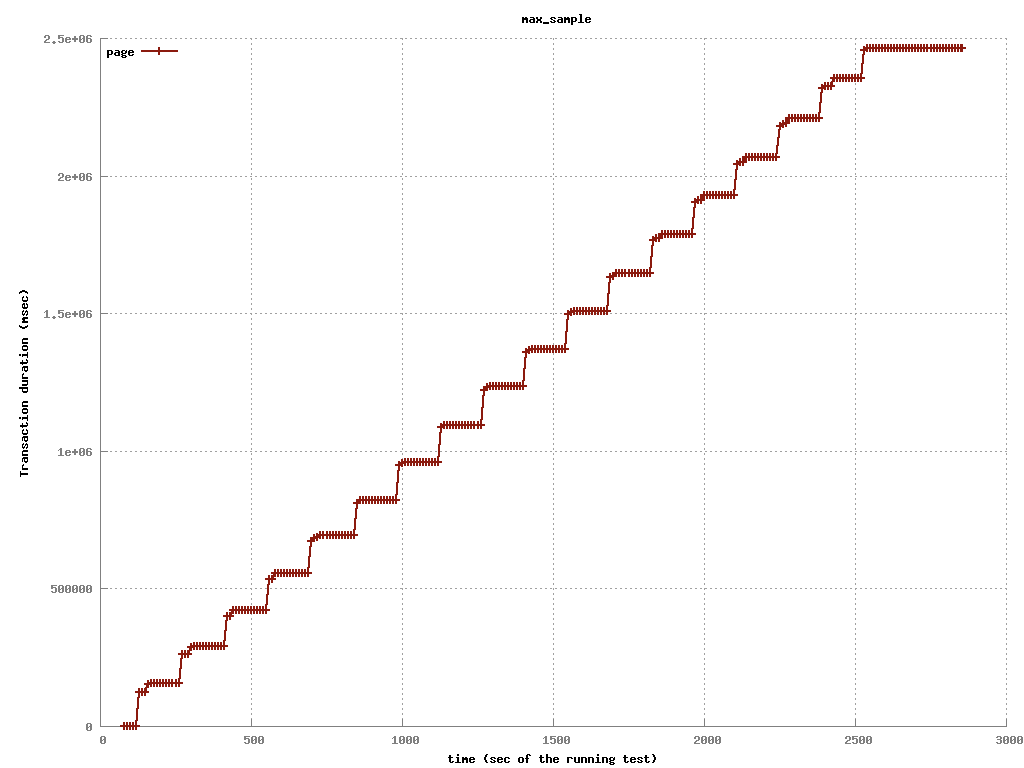 max_sample
2.5e+06
page
2e+06
1.5e+06
Transaction duration (msec)
1e+06
500000
0
0 500 1000 1500 2000 2500 3000
time (sec of the running test)